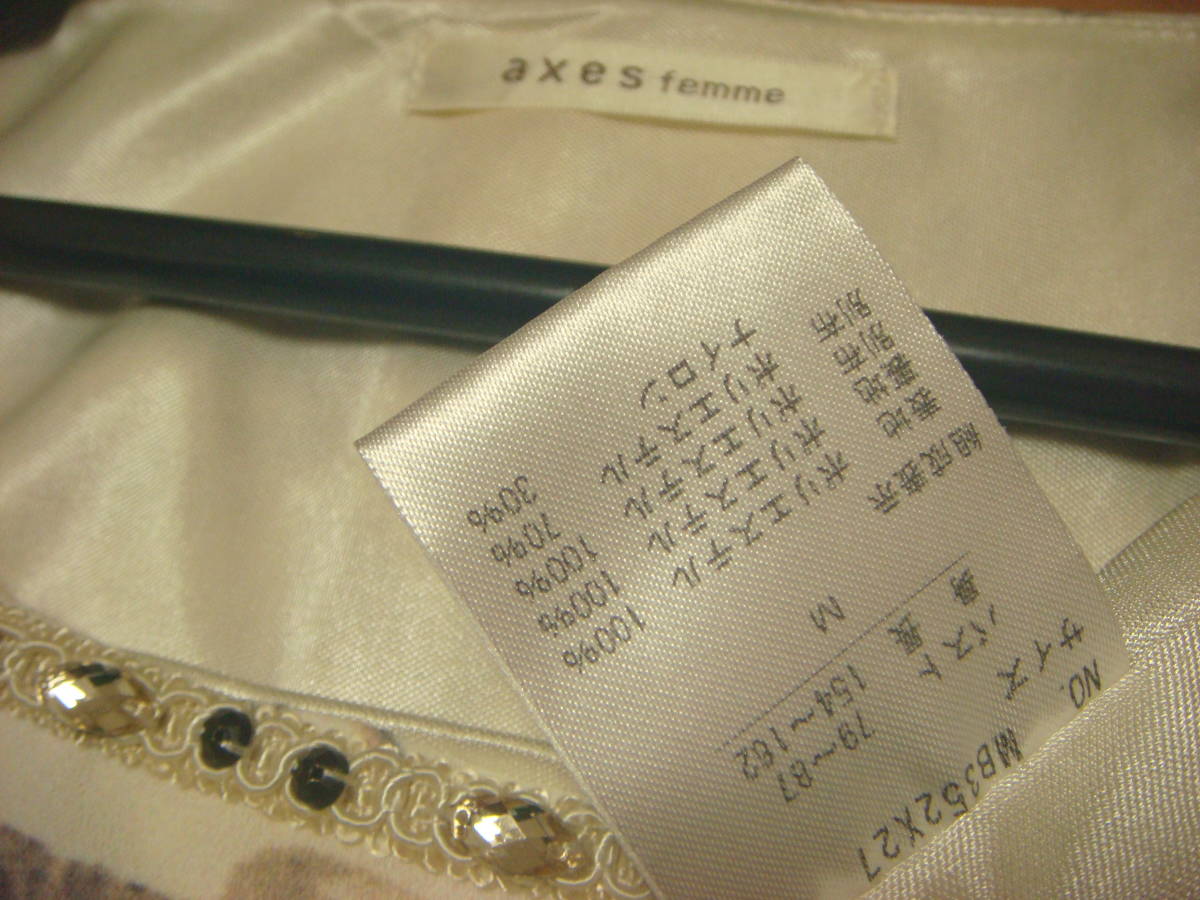 axes femme
NO. MB352X27
サイズ M
バスト 79~87
身長 154~162
組成表示
表地 ポリエステル 100%
裏地 ポリエステル 100%
別布 ポリエステル 100%
別布 ポリエステル 70%
ナイロン 30%